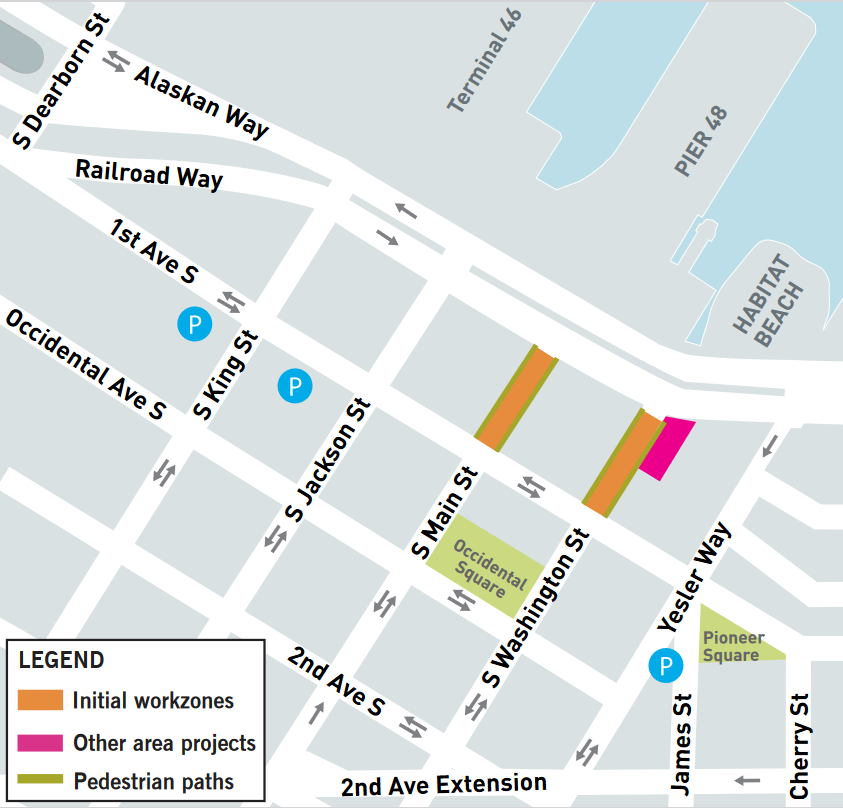 S Dearborn St
Alaskan Way
Terminal 46
PIER 48
Railroad Way
1st Ave S
HABITAT
BEACH
P
Occidental Ave S
S King St
P
S Jackson St
S Main St
Occidental
Square
S Washington St
Yesler Way
Pioneer
Square
P
2nd Ave S
James St
Cherry St
2nd Ave Extension
LEGEND
Initial workzones
Other area projects
Pedestrian paths